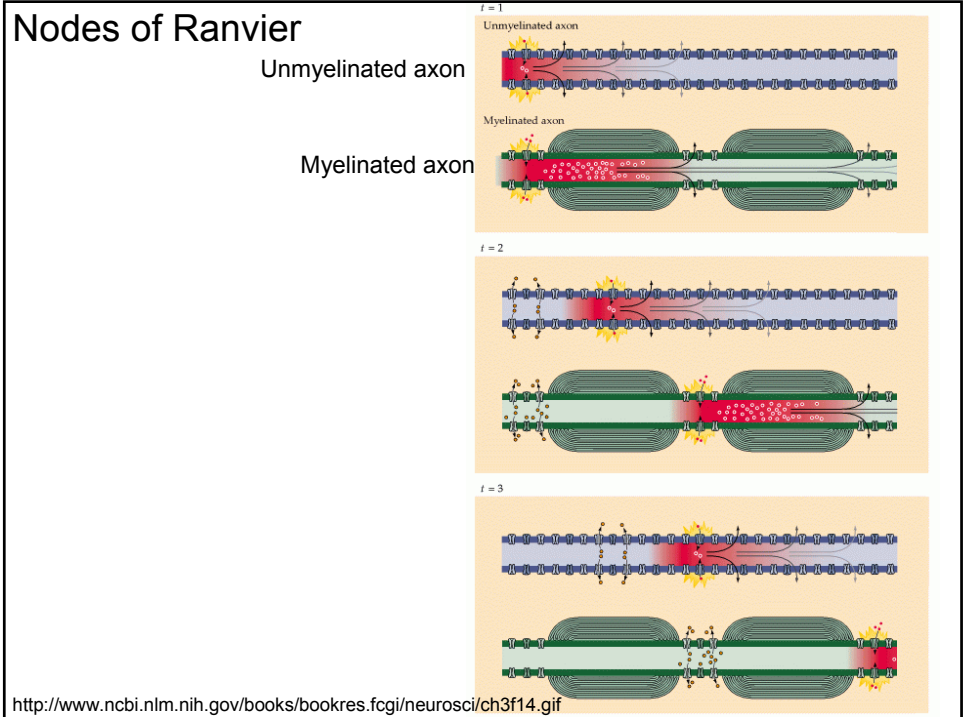 Nodes of Ranvier
t = 1
Unmyelinated axon
Unmyelinated axon
Myelinated axon
Myelinated axon
t = 2
t = 3
http://www.ncbi.nlm.nih.gov/books/bookres.fcgi/neurosci/ch3f14.gif